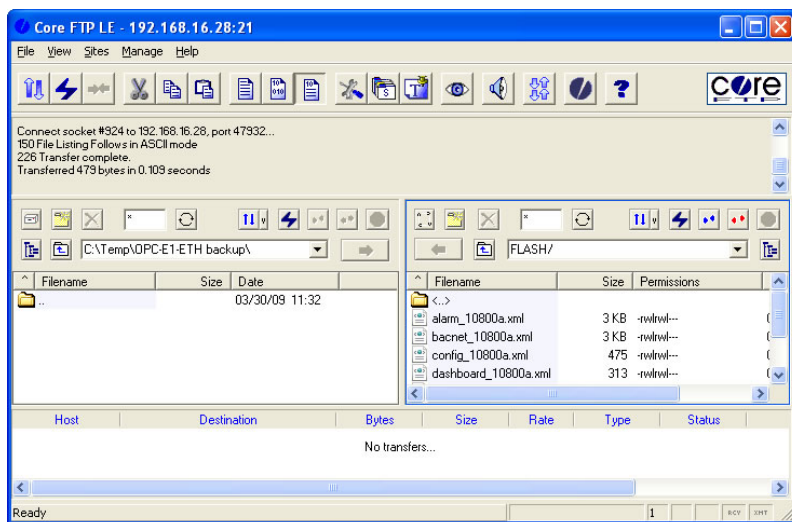 Core FTP LE - 192.168.16.28:21
File View Sites Manage Help
core
Connect socket #924 to 192.168.16.28, port 47932...
150 File Listing Follows in ASCII mode
226 Transfer complete.
Transferred 479 bytes in 0.109 seconds
*
*
C:\Temp\OPC-E1-ETH backup\
FLASH/
Filename Size Date
Filename Size Permissions
.. 03/30/09 11:32
<..>
alarm_10800a.xml 3 KB -rwlrwl---
bacnet_10800a.xml 3 KB -rwlrwl---
config_10800a.xml 475 -rwlrwl---
dashboard_10800a.xml 313 -rwlrwl---
Host Destination Bytes Size Rate Type Status
No transfers...
Ready 1 RCV XMT